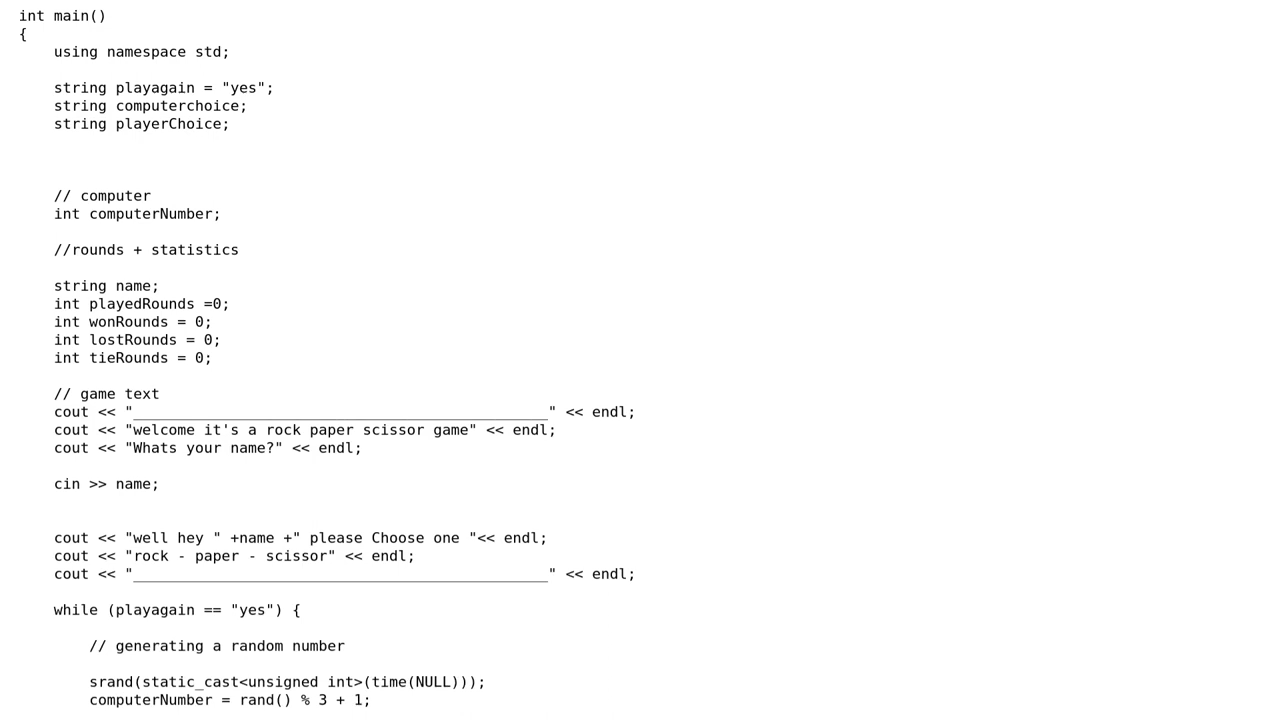 int main()
{
    using namespace std;

    string playagain = "yes";
    string computerchoice;
    string playerChoice;



    // computer
    int computerNumber;

    //rounds + statistics

    string name;
    int playedRounds =0;
    int wonRounds = 0;
    int lostRounds = 0;
    int tieRounds = 0;

    // game text
    cout << "_______________________________________________" << endl;
    cout << "welcome it's a rock paper scissor game" << endl;
    cout << "Whats your name?" << endl;

    cin >> name;


    cout << "well hey " +name +" please Choose one "<< endl;
    cout << "rock - paper - scissor" << endl;
    cout << "_______________________________________________" << endl;

    while (playagain == "yes") {

        // generating a random number

        srand(static_cast<unsigned int>(time(NULL)));
        computerNumber = rand() % 3 + 1;